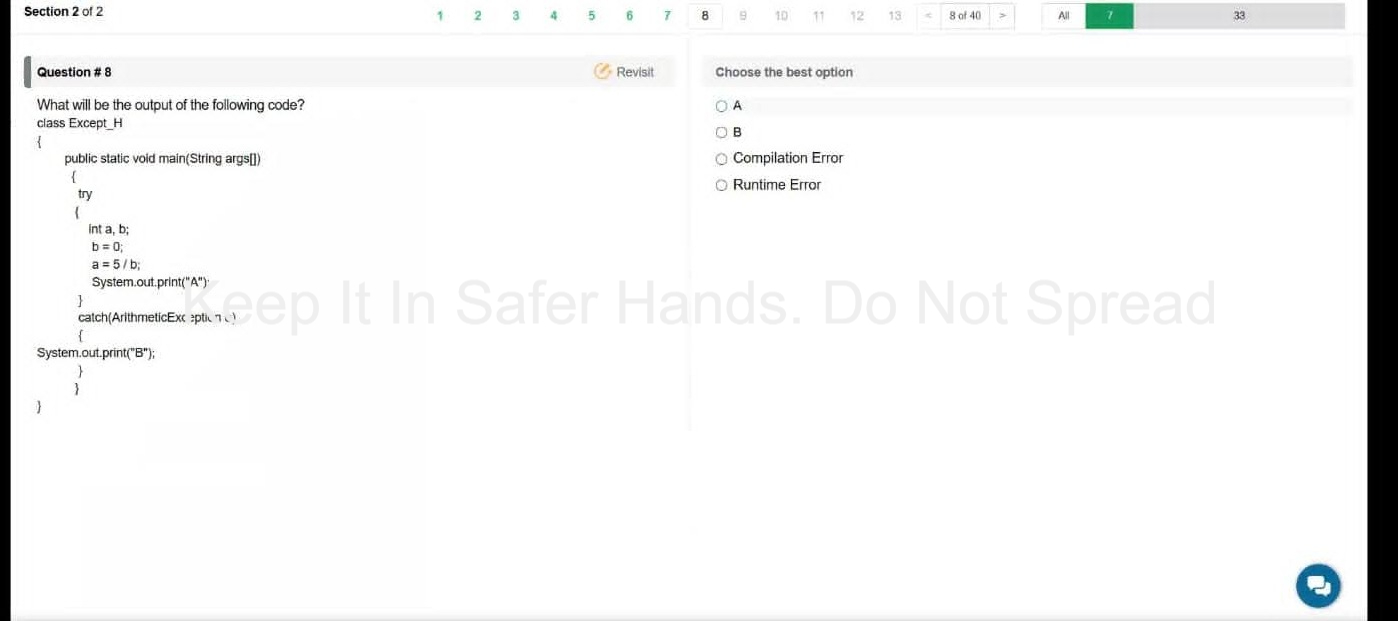 Section 2 of 2
1 2 3 4 5 6 7 8 9 10 11 12 13 < 8 of 40 > All 7 33
Question # 8
Revisit
What will be the output of the following code?
class Except_H
{
public static void main(String args[])
{
try
{
int a, b;
b = 0;
a = 5 / b;
System.out.print("A");
}
catch(ArithmeticException e)
{
System.out.print("B");
}
}
}
Choose the best option
A
B
Compilation Error
Runtime Error
Keep It In Safer Hands. Do Not Spread